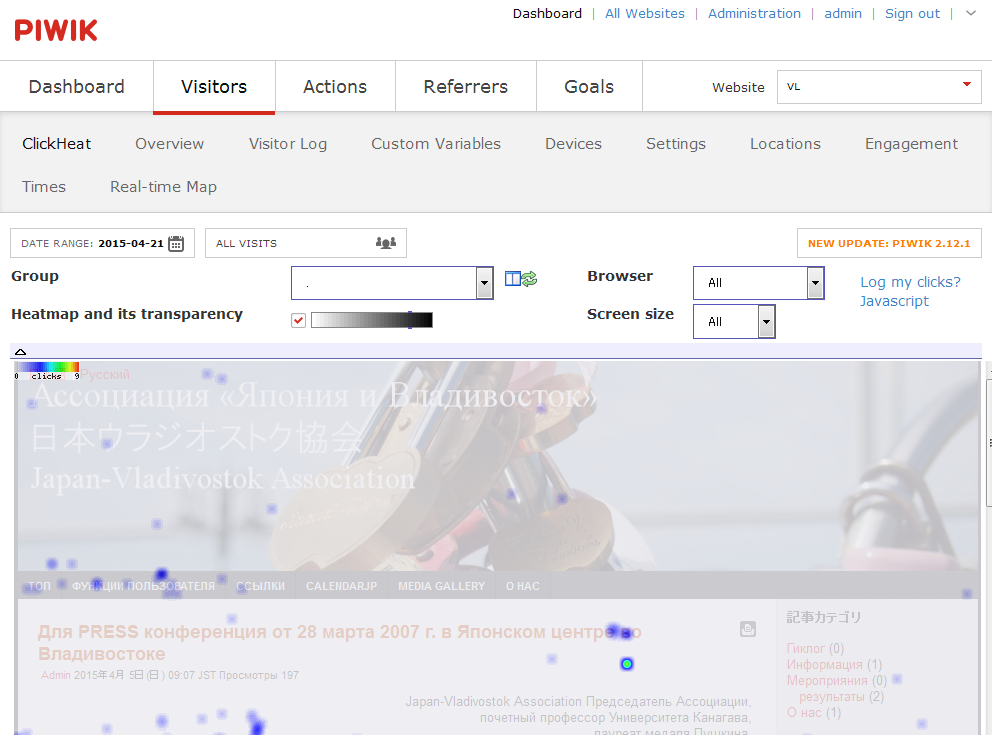 PIWIK
Dashboard | All Websites | Administration | admin | Sign out |
Dashboard Visitors Actions Referrers Goals Website VL
ClickHeat Overview Visitor Log Custom Variables Devices Settings Locations Engagement
Times Real-time Map
DATE RANGE: 2015-04-21 ALL VISITS NEW UPDATE: PIWIK 2.12.1
Group . Browser All Log my clicks?
Javascript
Heatmap and its transparency Screen size All
0 clicks 9 Русский
Ассоциация «Япония и Владивосток»
日本ウラジオストク協会
Japan-Vladivostok Association
ТОП ФУНКЦИИ ПОЛЬЗОВАТЕЛЯ ССЫЛКИ CALENDARJP MEDIA GALLERY О НАС
Для PRESS конференция от 28 марта 2007 г. в Японском центре во
Владивостоке
Admin 2015年4月 5日(日) 09:07 JST Просмотры 197
Japan-Vladivostok Association Председатель Ассоциации,
почетный профессор Университета Канагава,
лауреат медаля Пушкина
記事カテゴリ
Гиклог (0)
Информация (1)
Мероприятия (0)
результаты (2)
О нас (1)